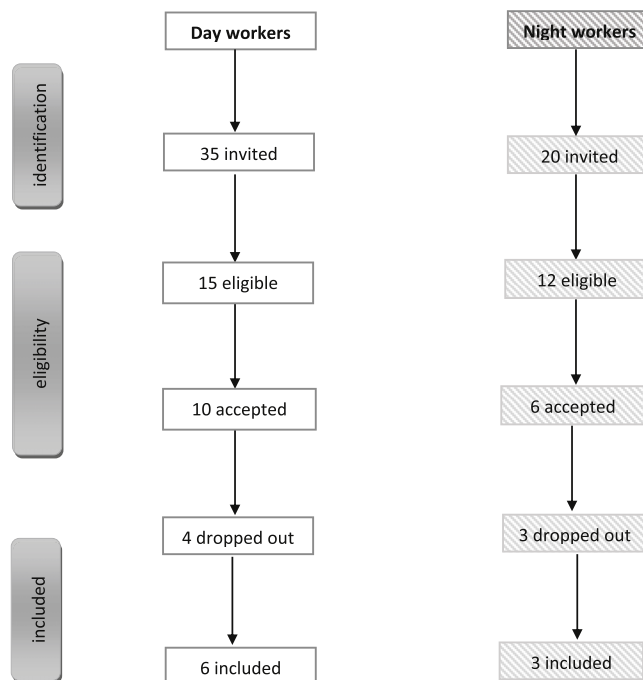 Day workers
Night workers
identification
35 invited
20 invited
15 eligible
12 eligible
eligibility
10 accepted
6 accepted
4 dropped out
3 dropped out
included
6 included
3 included